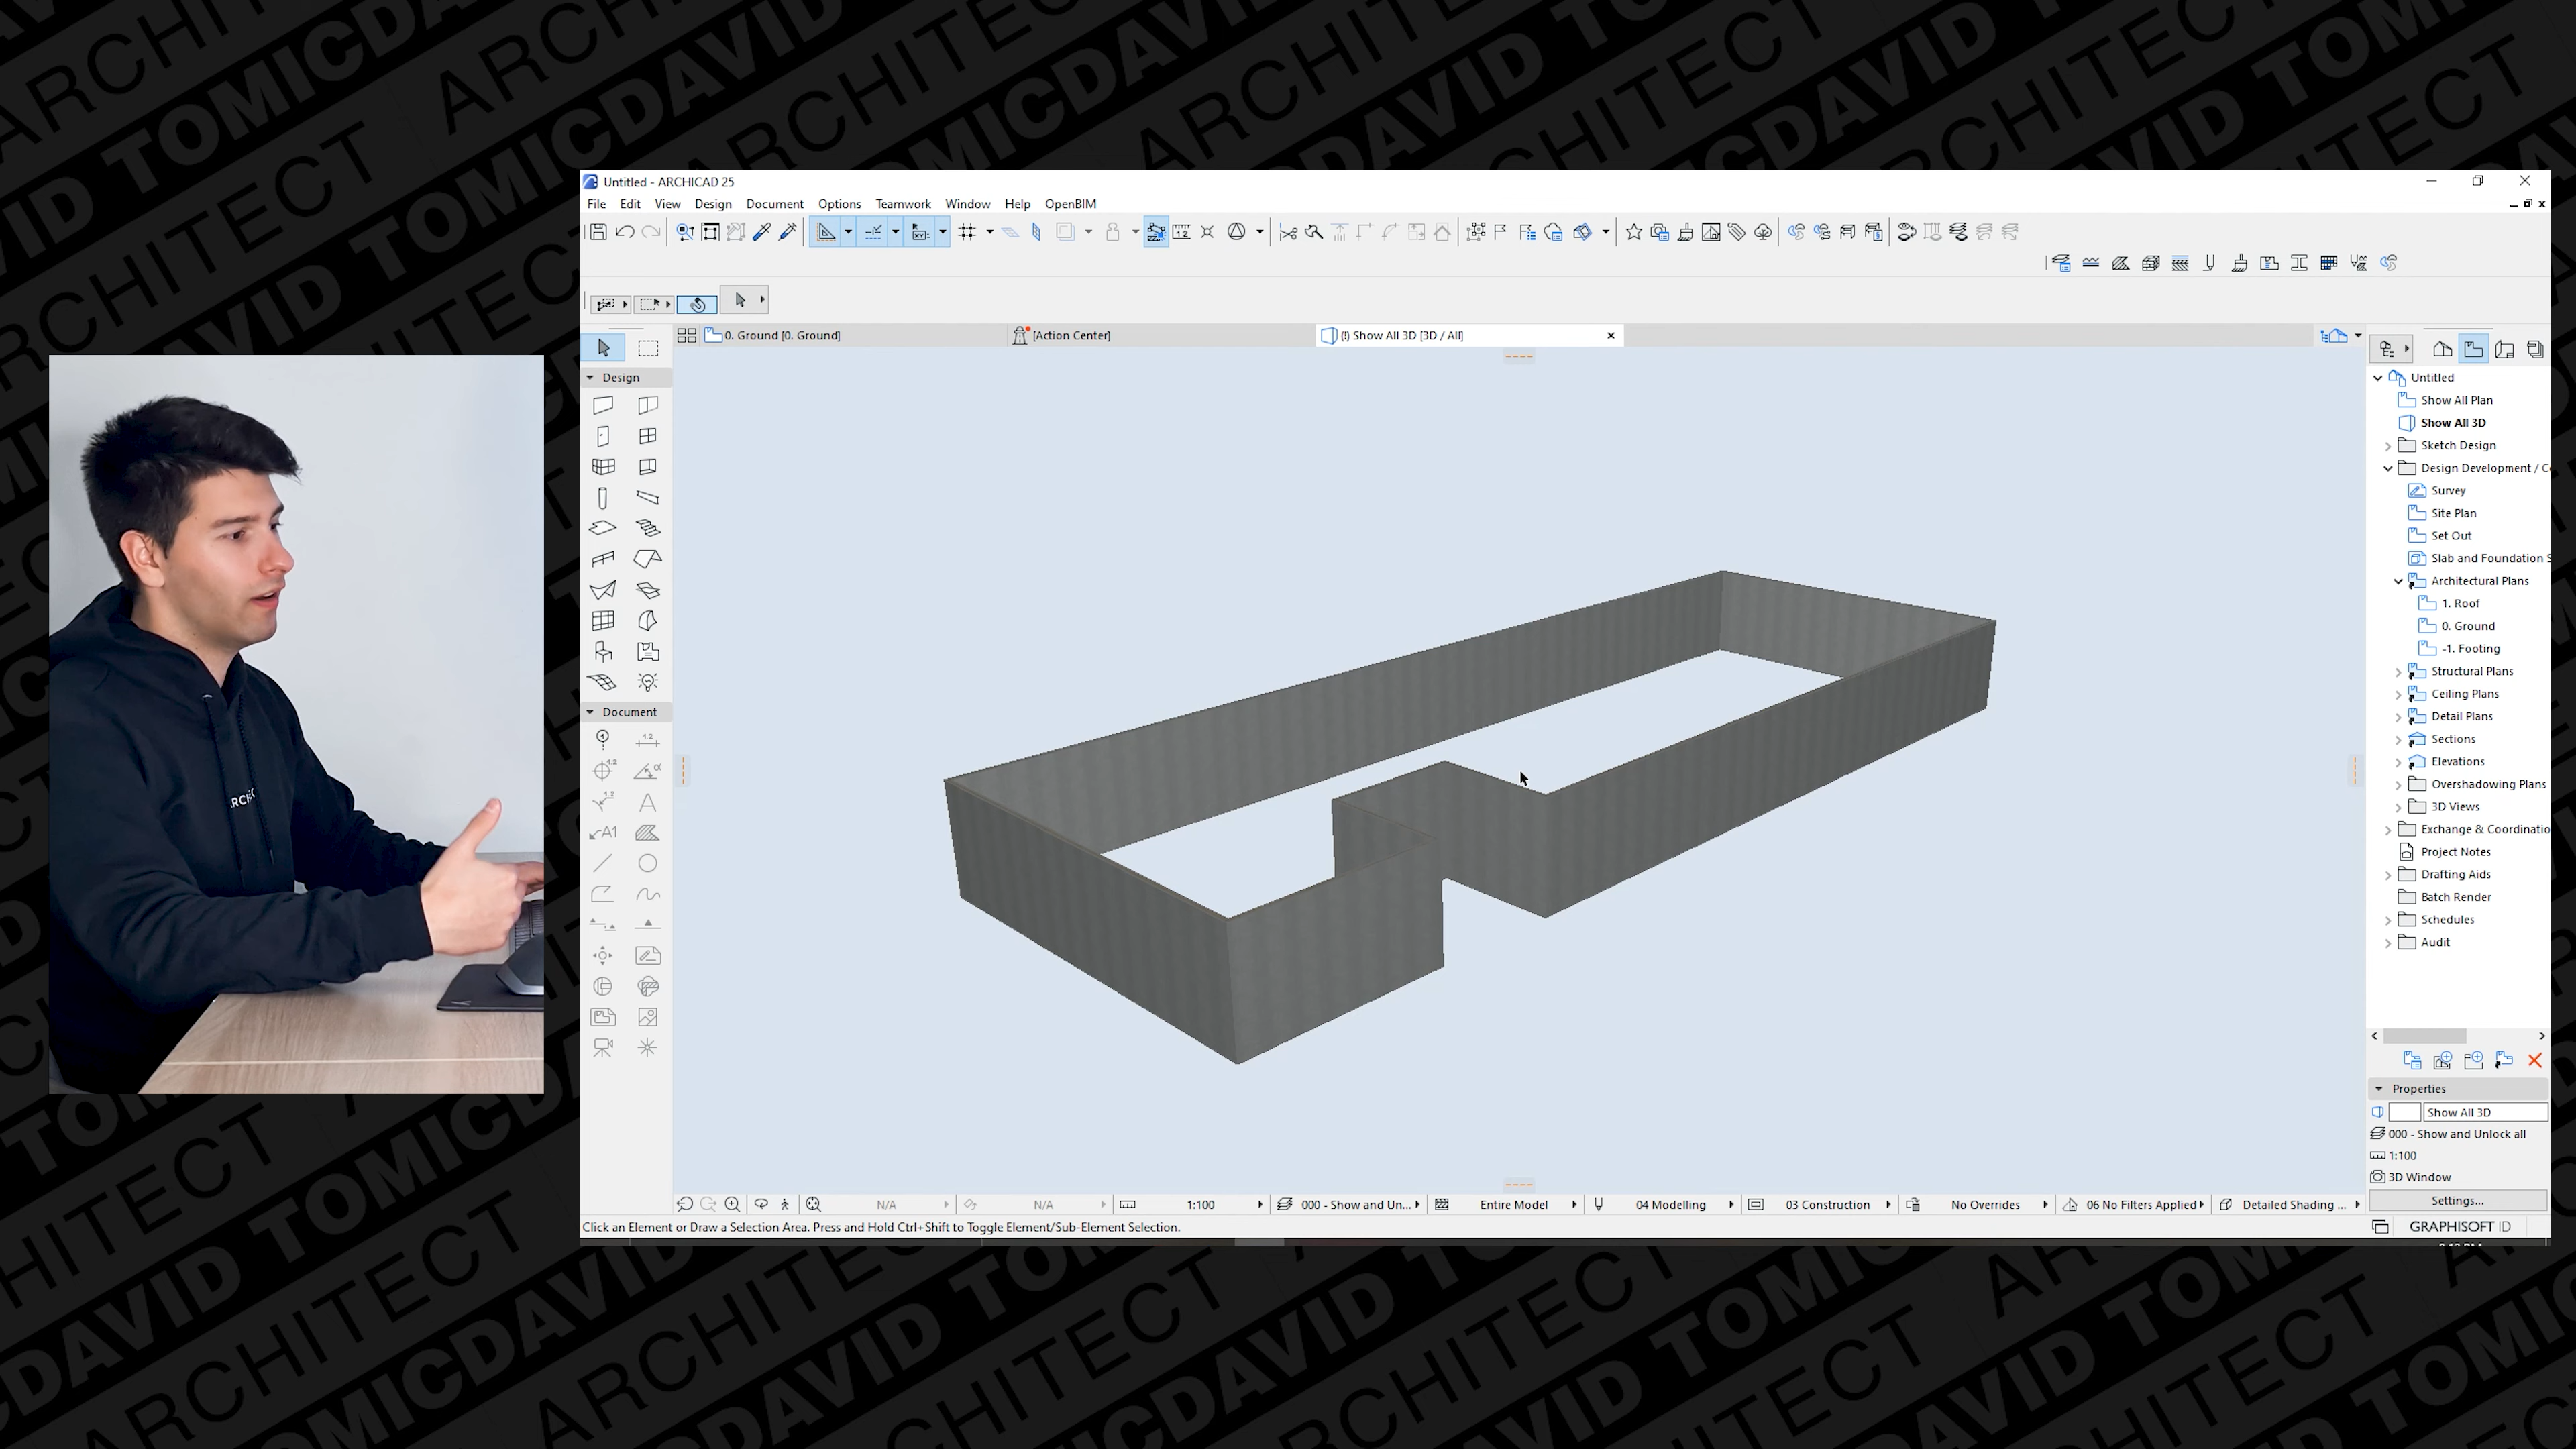 ARCHITECT
DAVID TOMIC
Untitled - ARCHICAD 25
File Edit View Design Document Options Teamwork Window Help OpenBIM
0. Ground [0. Ground]
[Action Center]
(!) Show All 3D [3D / All]
Design
Document
Untitled
Show All Plan
Show All 3D
Sketch Design
Design Development / C
Survey
Site Plan
Set Out
Slab and Foundation S
Architectural Plans
1. Roof
0. Ground
-1. Footing
Structural Plans
Ceiling Plans
Detail Plans
Sections
Elevations
Overshadowing Plans
3D Views
Exchange & Coordinatio
Project Notes
Drafting Aids
Batch Render
Schedules
Audit
Properties
Show All 3D
000 - Show and Unlock all
1:100
3D Window
Settings...
N/A
N/A
1:100
000 - Show and Un...
Entire Model
04 Modelling
03 Construction
No Overrides
06 No Filters Applied
Detailed Shading ...
Click an Element or Draw a Selection Area. Press and Hold Ctrl+Shift to Toggle Element/Sub-Element Selection.
GRAPHISOFT ID